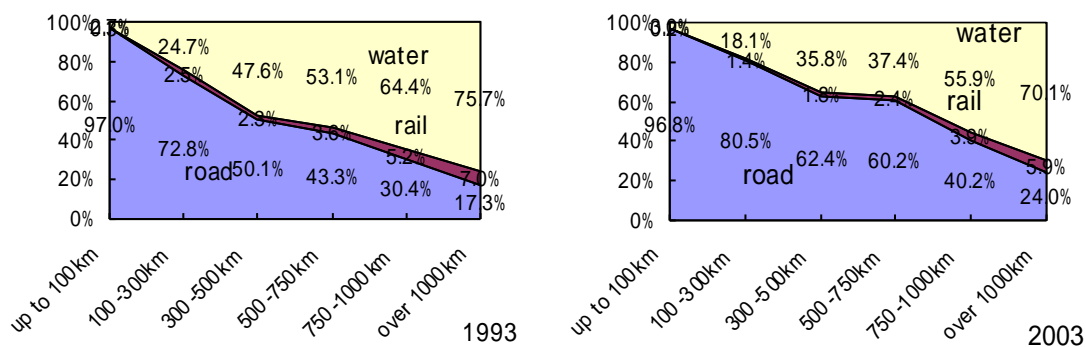 100%
80%
60%
40%
20%
0%
24.7%
47.6%
53.1%
64.4%
75.7%
water
2.5%
2.3%
3.6%
5.2%
7.0%
rail
97.0%
72.8%
50.1%
43.3%
30.4%
17.3%
road
up to 100km
100-300km
300-500km
500-750km
750-1000km
over 1000km
1993
100%
80%
60%
40%
20%
0%
18.1%
35.8%
37.4%
55.9%
70.1%
water
1.4%
1.8%
2.4%
3.9%
5.9%
rail
96.8%
80.5%
62.4%
60.2%
40.2%
24.0%
road
up to 100km
100-300km
300-500km
500-750km
750-1000km
over 1000km
2003